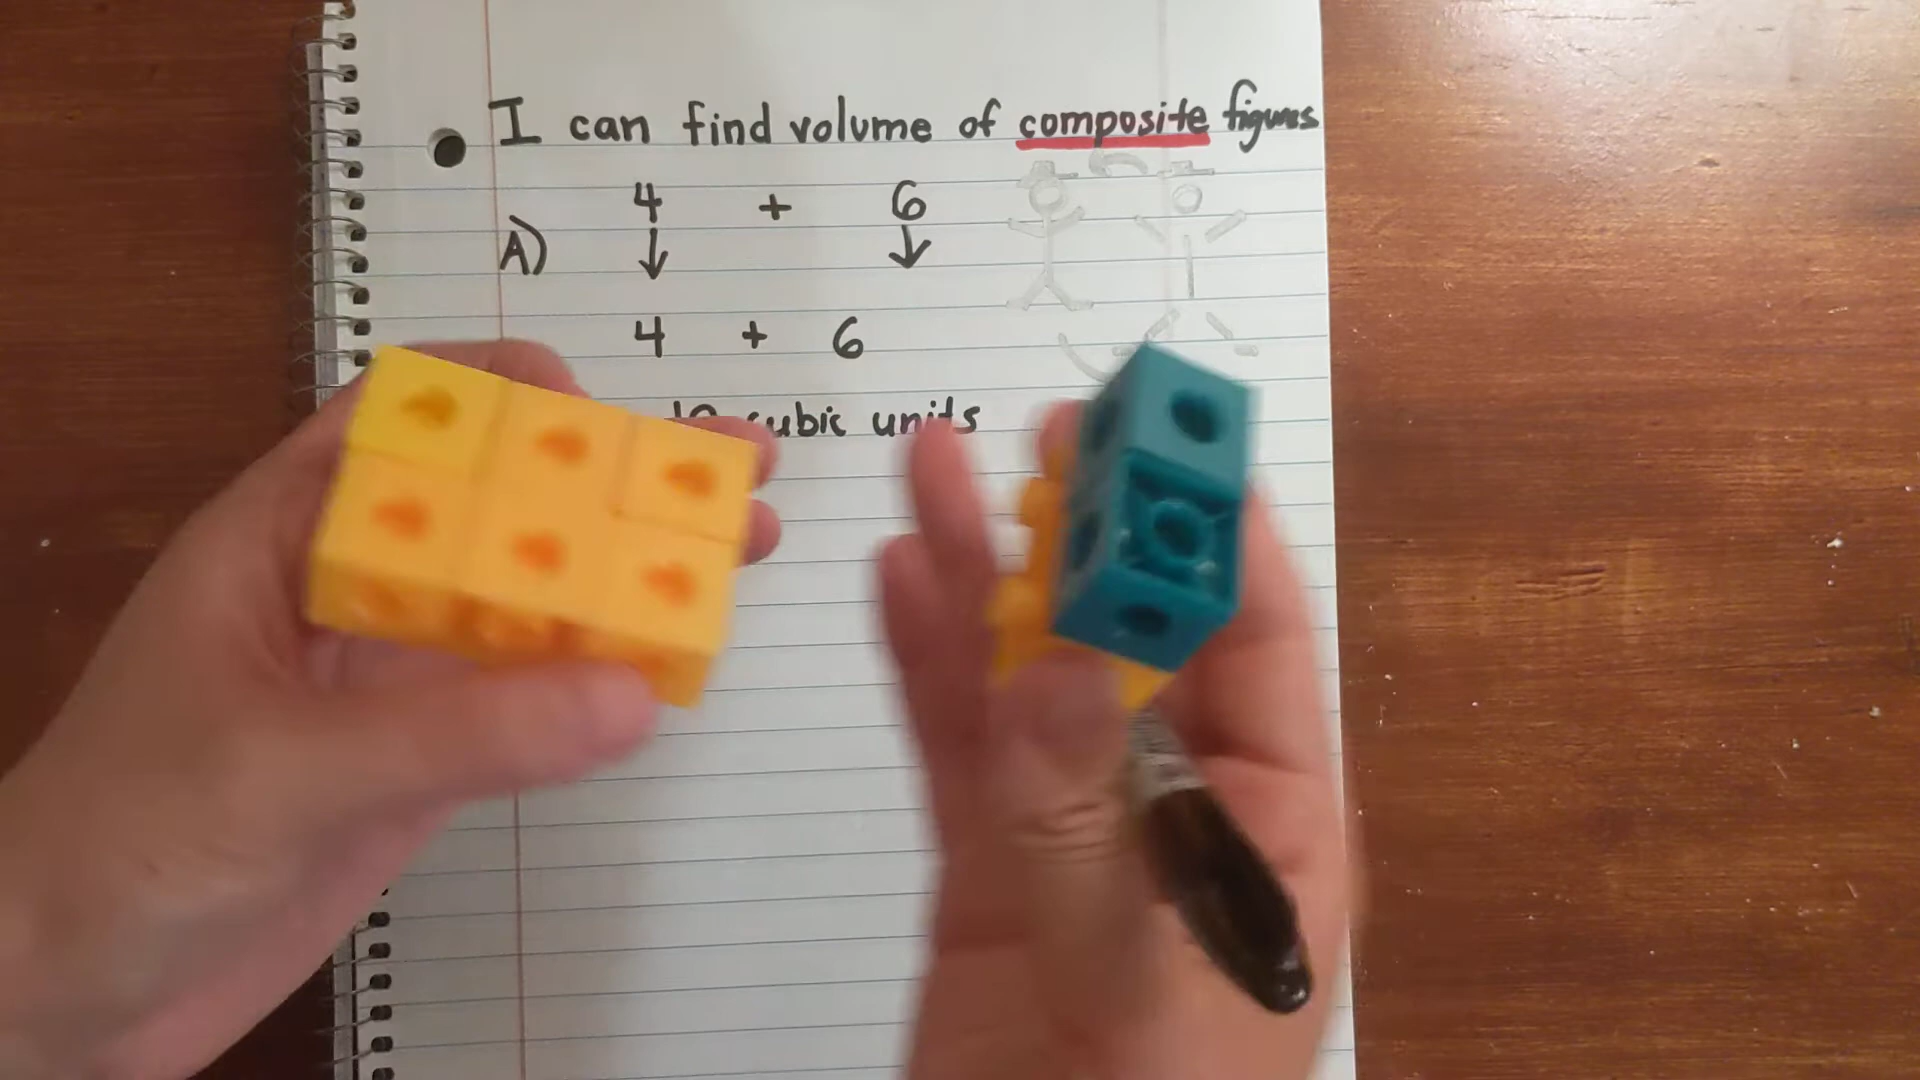 I can find volume of composite figures
4 + 6
A) ↓ ↓
4 + 6
cubic units